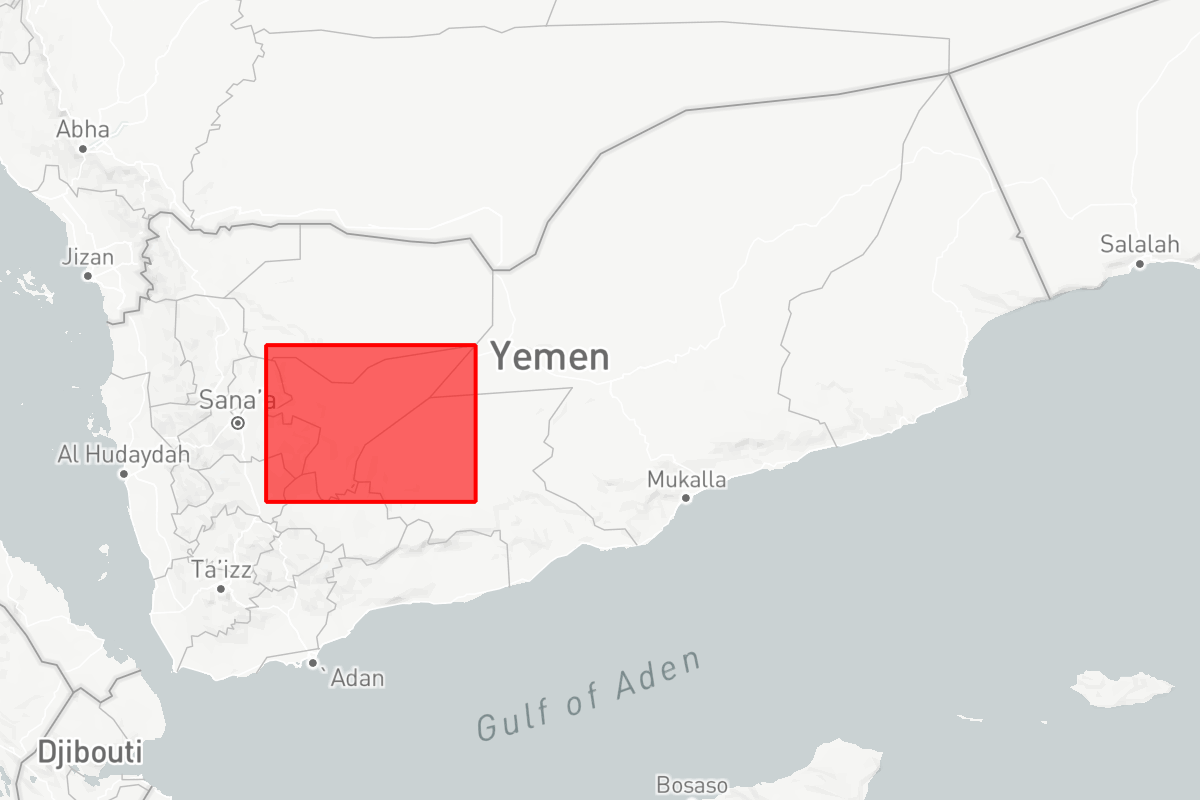 Abha
Jizan
Salalah
Yemen
Sana'a
Al Hudaydah
Mukalla
Ta'izz
`Adan
Gulf of Aden
Djibouti
Bosaso